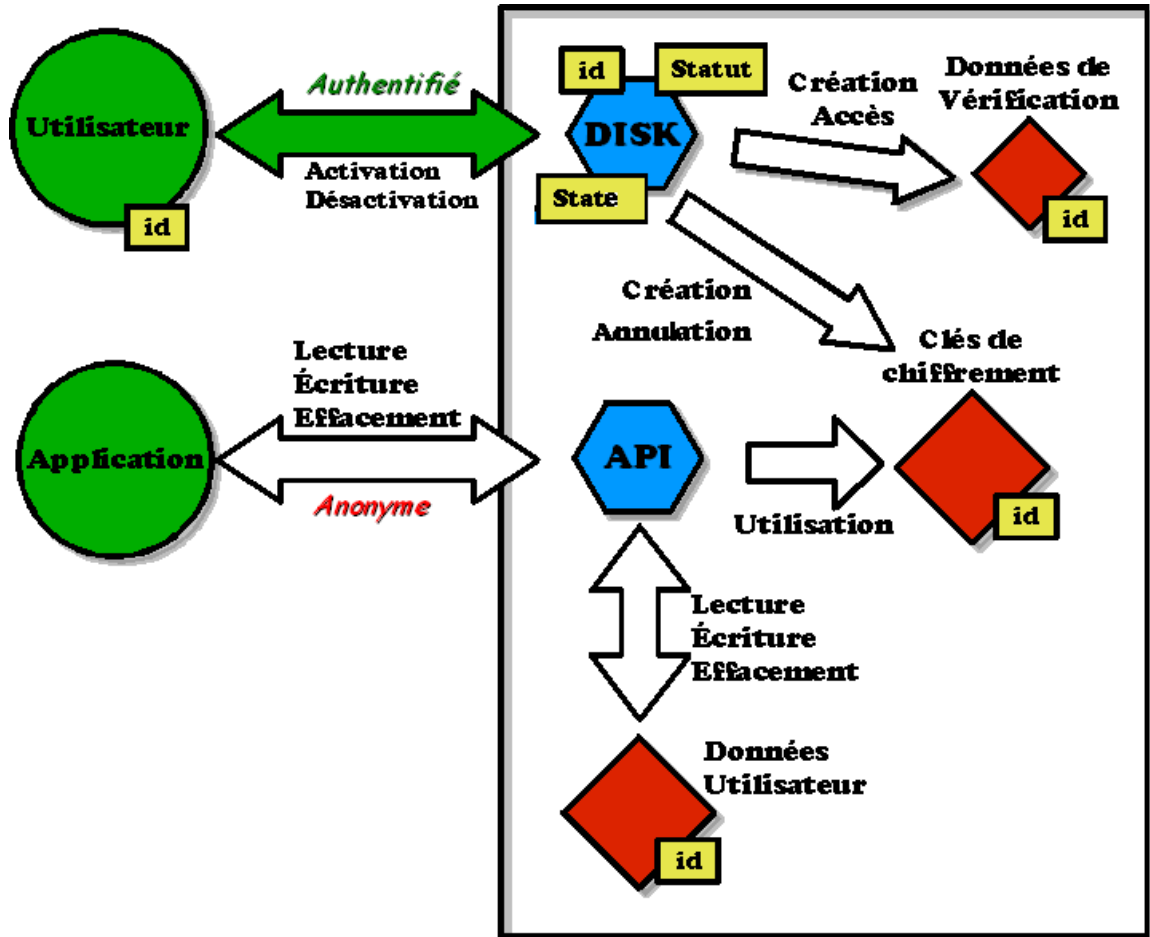 Authentifié
Utilisateur
Activation
Désactivation
id
id
Statut
DISK
State
Création
Accès
Données de
Vérification
id
Création
Annulation
Lecture
Écriture
Effacement
Application
Anonyme
API
Utilisation
Clés de
chiffrement
id
Lecture
Écriture
Effacement
Données
Utilisateur
id